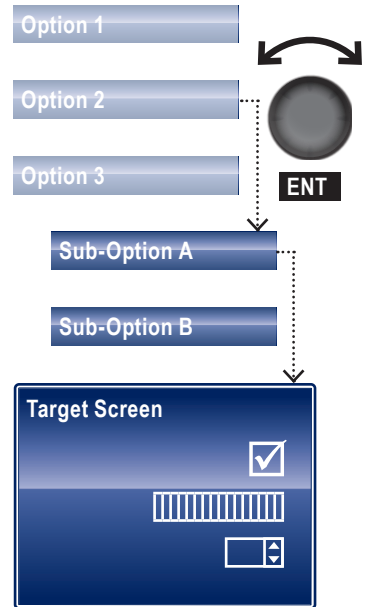 Option 1
Option 2
Option 3
ENT
Sub-Option A
Sub-Option B
Target Screen